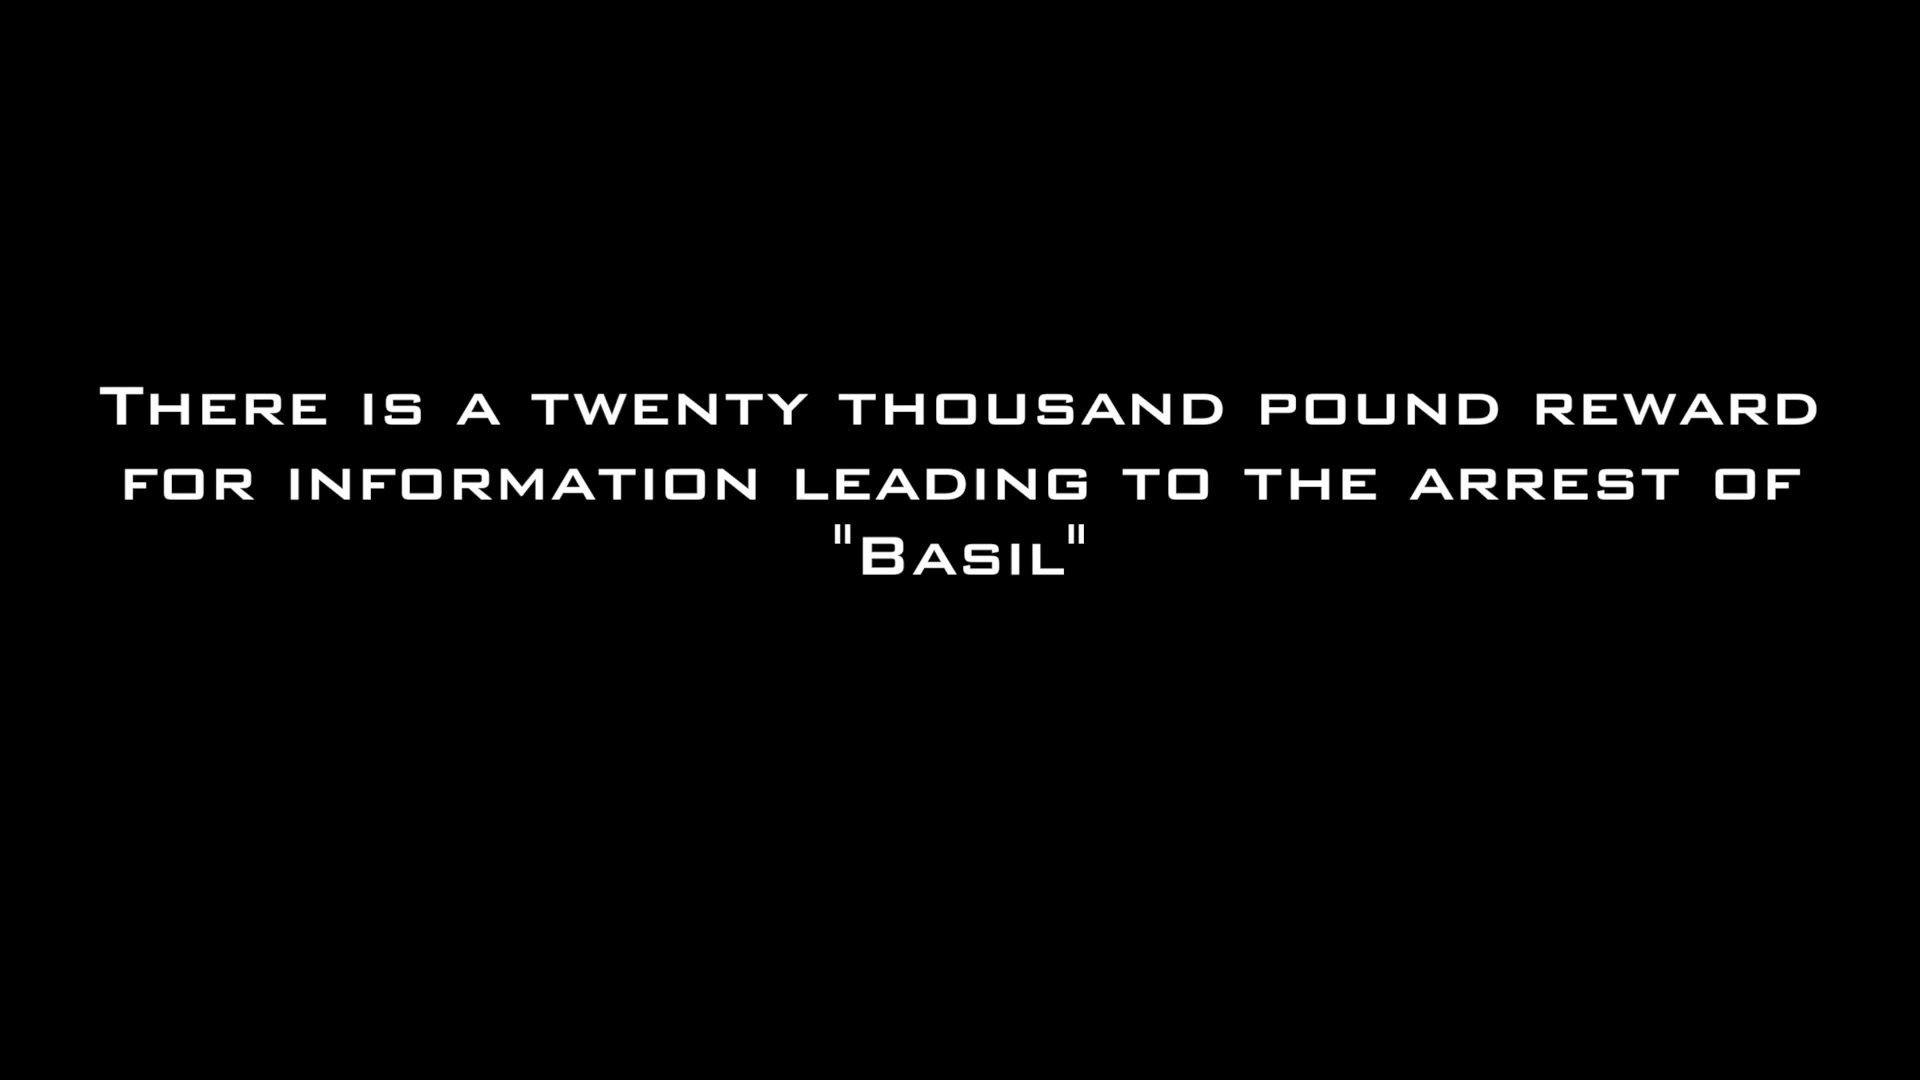 There is a twenty thousand pound reward
for information leading to the arrest of
"Basil"